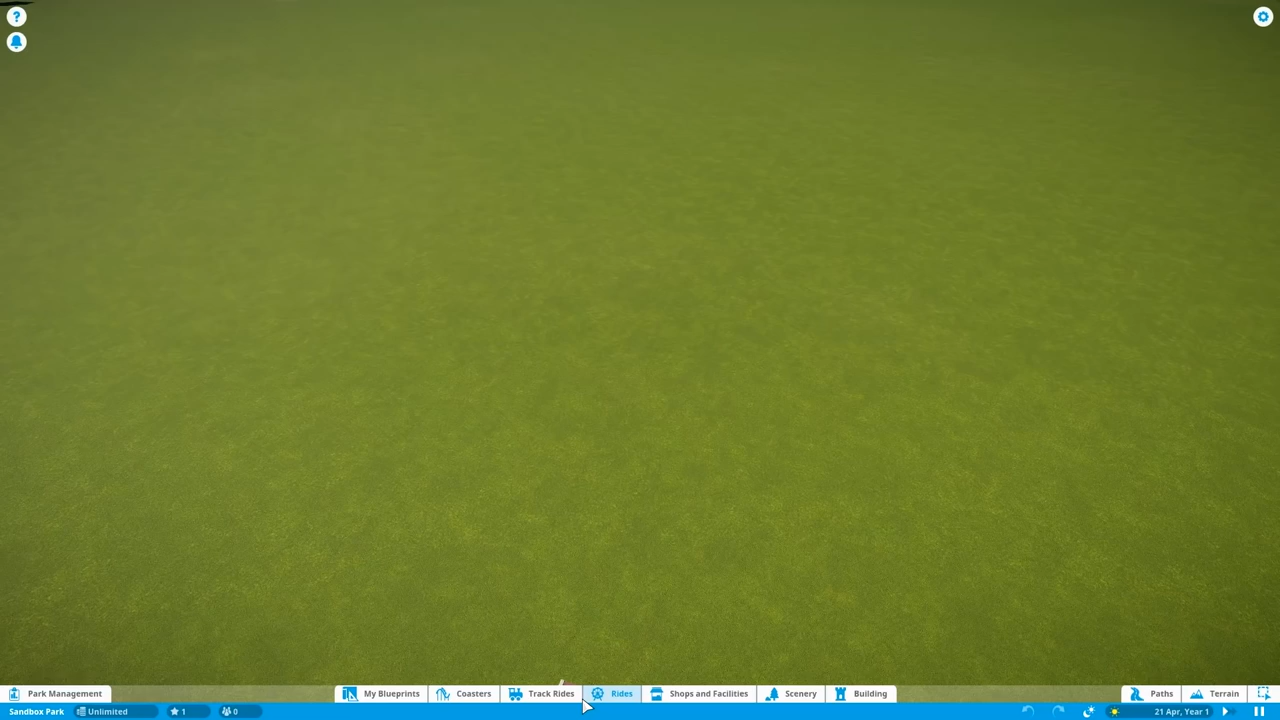 ?
Park Management
My Blueprints
Coasters
Track Rides
Rides
Shops and Facilities
Scenery
Building
Paths
Terrain
Sandbox Park
Unlimited
1
0
21 Apr, Year 1